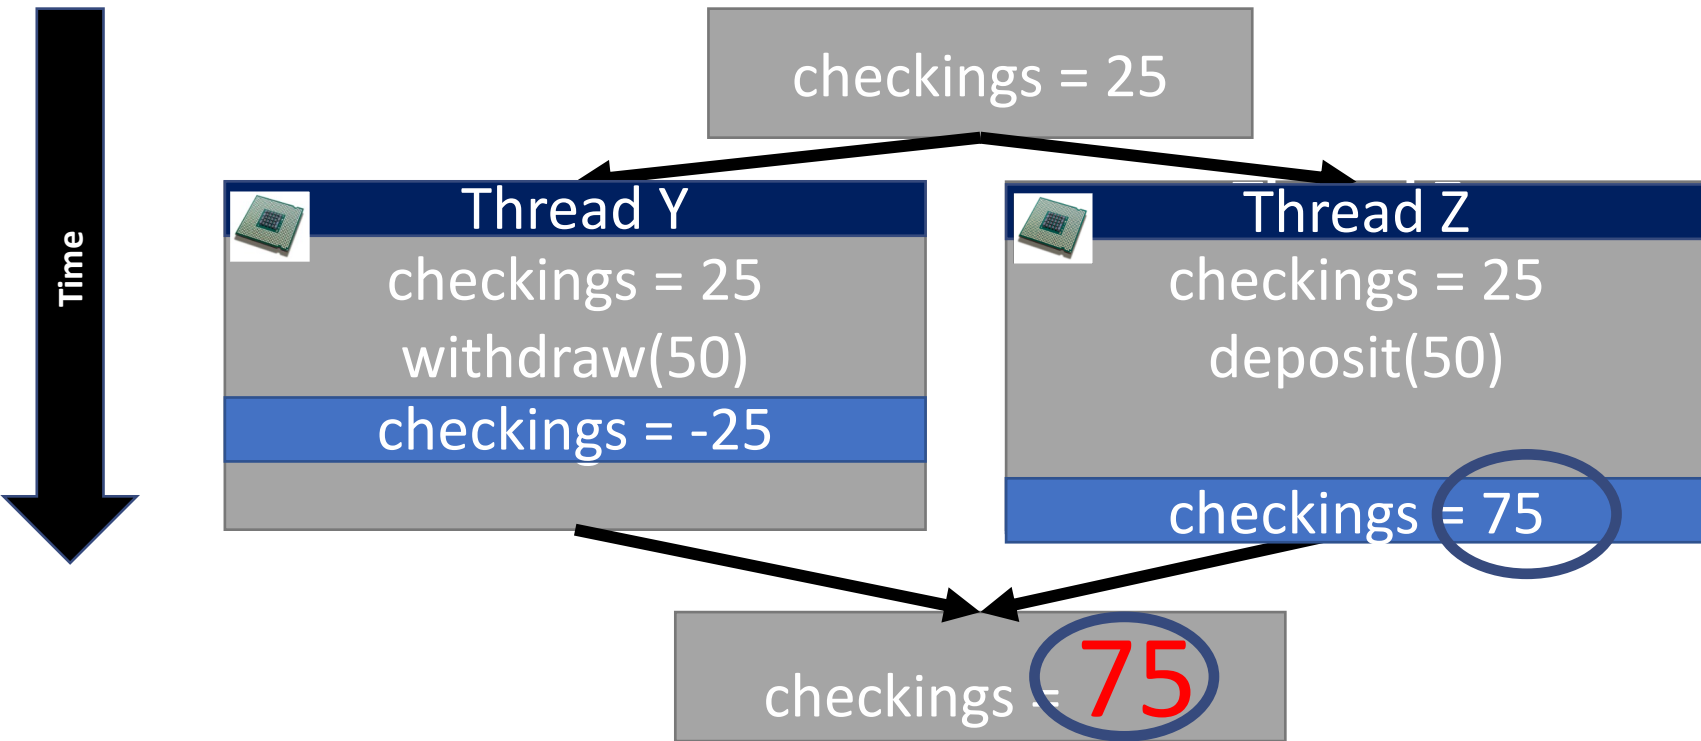 checkings = 25
Time
Thread Y
checkings = 25
withdraw(50)
checkings = -25
Thread Z
checkings = 25
deposit(50)
checkings = 75
checkings = 75